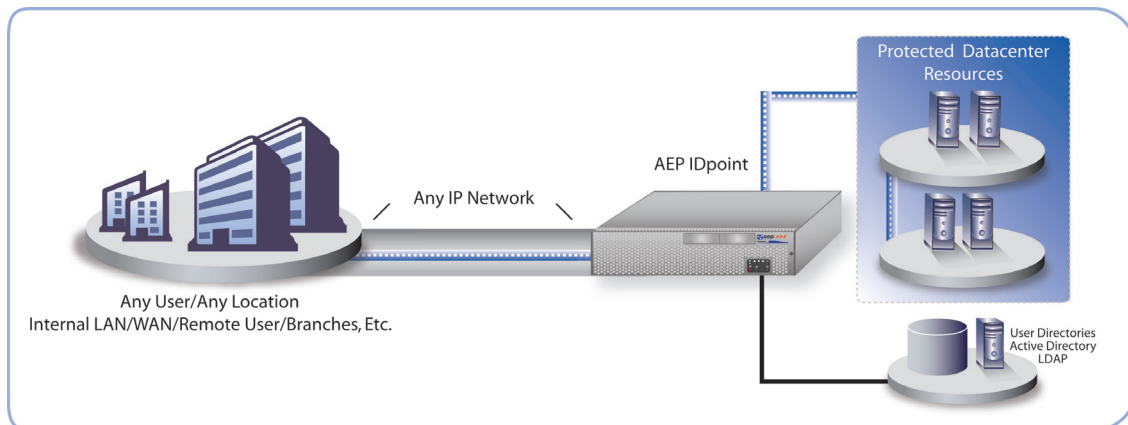 Protected Datacenter
Resources
AEP IDpoint
Any IP Network
aep
Any User/Any Location
Internal LAN/WAN/Remote User/Branches, Etc.
User Directories
Active Directory
LDAP